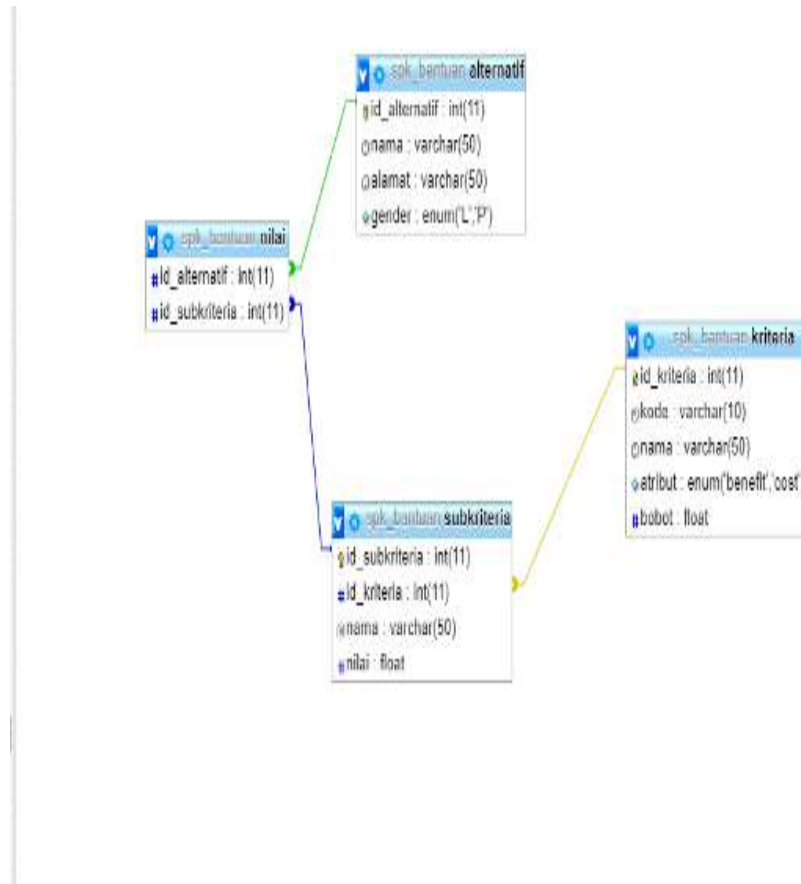 spk_bantuan alternatif
id_alternatif : int(11)
nama : varchar(50)
alamat : varchar(50)
gender : enum('L','P')
spk_bantuan nilai
#id_alternatif : int(11)
#id_subkriteria : int(11)
spk_bantuan kriteria
id_kriteria : int(11)
kode : varchar(10)
nama : varchar(50)
atribut : enum('benefit','cost'
#bobot : float
spk_bantuan subkriteria
id_subkriteria : int(11)
#id_kriteria : int(11)
nama : varchar(50)
#nilai : float